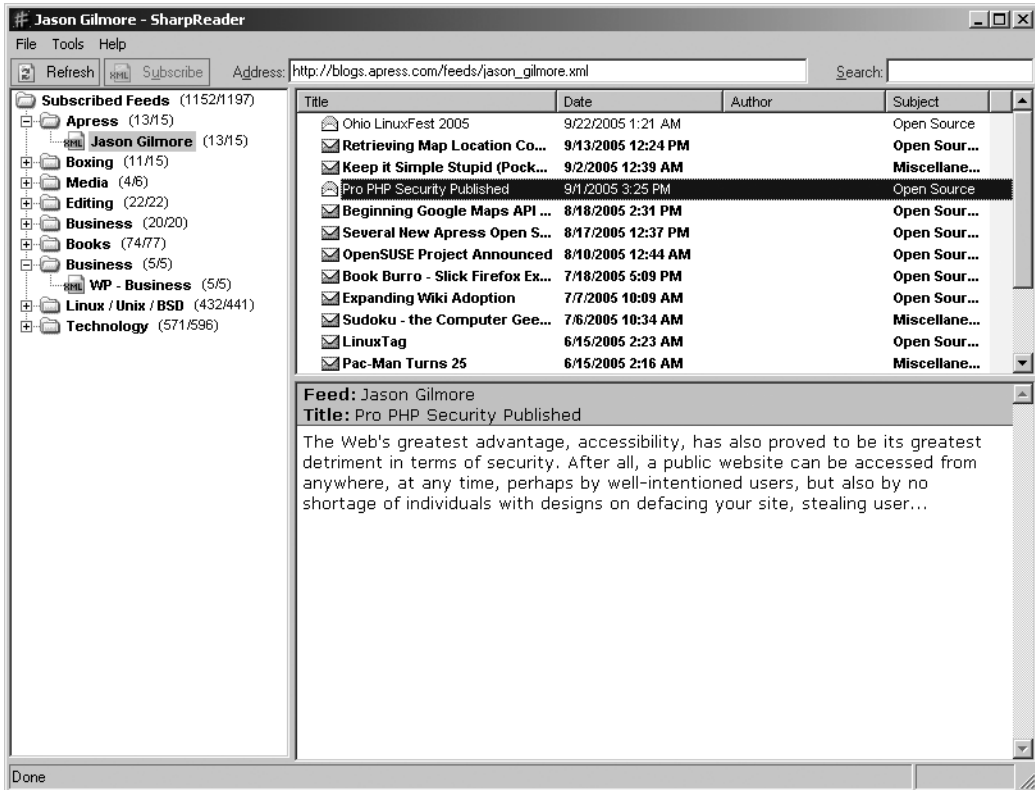 Jason Gilmore - SharpReader
File Tools Help
Refresh XML Subscribe Address: http://blogs.apress.com/feeds/jason_gilmore.xml Search:
Subscribed Feeds (1152/1197)
Apress (13/15)
XML Jason Gilmore (13/15)
Boxing (11/15)
Media (4/6)
Editing (22/22)
Business (20/20)
Books (74/77)
Business (5/5)
XML WP - Business (5/5)
Linux / Unix / BSD (432/441)
Technology (571/596)
Title Date Author Subject
Ohio LinuxFest 2005 9/22/2005 1:21 AM Open Source
Retrieving Map Location Co... 9/13/2005 12:24 PM Open Sour...
Keep it Simple Stupid (Pock... 9/2/2005 12:39 AM Miscellane...
Pro PHP Security Published 9/1/2005 3:25 PM Open Source
Beginning Google Maps API ... 8/18/2005 2:31 PM Open Sour...
Several New Apress Open S... 8/17/2005 12:37 PM Open Sour...
OpenSUSE Project Announced 8/10/2005 12:44 AM Open Sour...
Book Burro - Slick Firefox Ex... 7/18/2005 5:09 PM Open Sour...
Expanding Wiki Adoption 7/7/2005 10:09 AM Open Sour...
Sudoku - the Computer Gee... 7/6/2005 10:34 AM Miscellane...
LinuxTag 6/15/2005 2:23 AM Open Sour...
Pac-Man Turns 25 6/15/2005 2:16 AM Miscellane...
Feed: Jason Gilmore
Title: Pro PHP Security Published
The Web's greatest advantage, accessibility, has also proved to be its greatest
detriment in terms of security. After all, a public website can be accessed from
anywhere, at any time, perhaps by well-intentioned users, but also by no
shortage of individuals with designs on defacing your site, stealing user...
Done